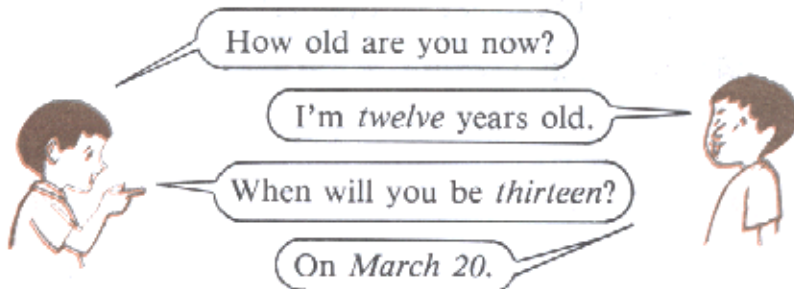 How old are you now?
I'm twelve years old.
When will you be thirteen?
On March 20.